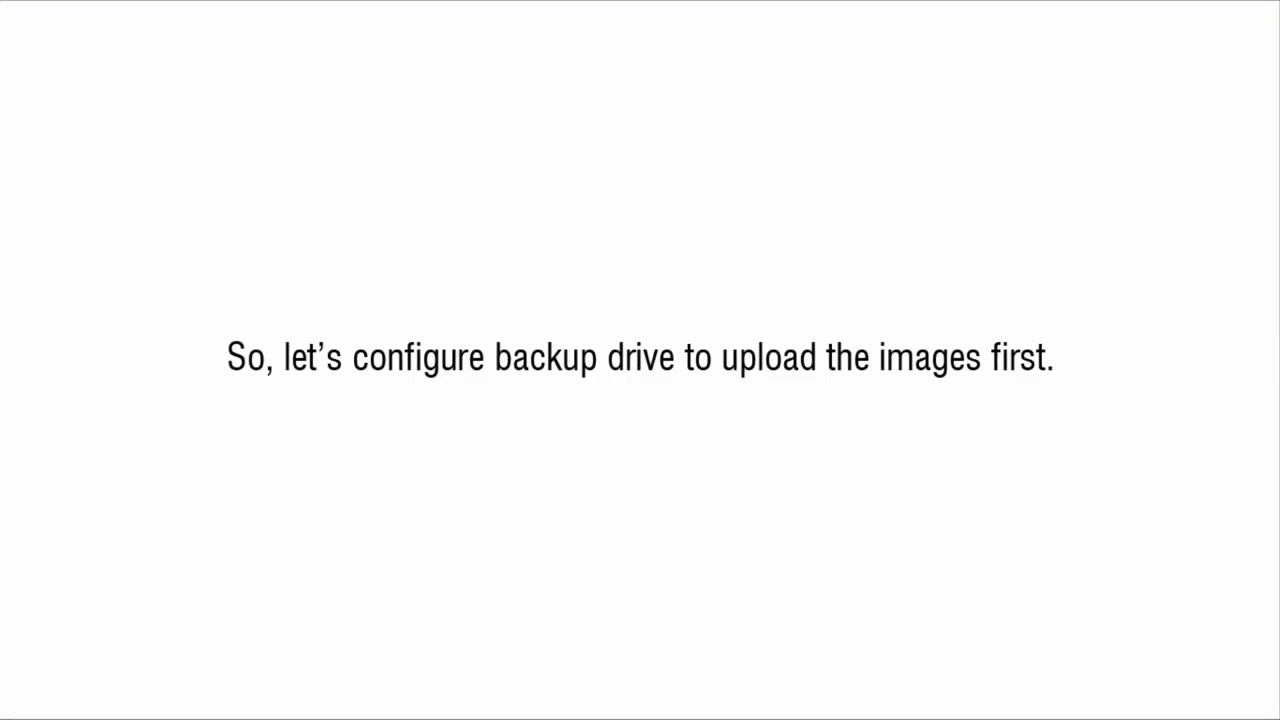 So, let’s configure backup drive to upload the images first.